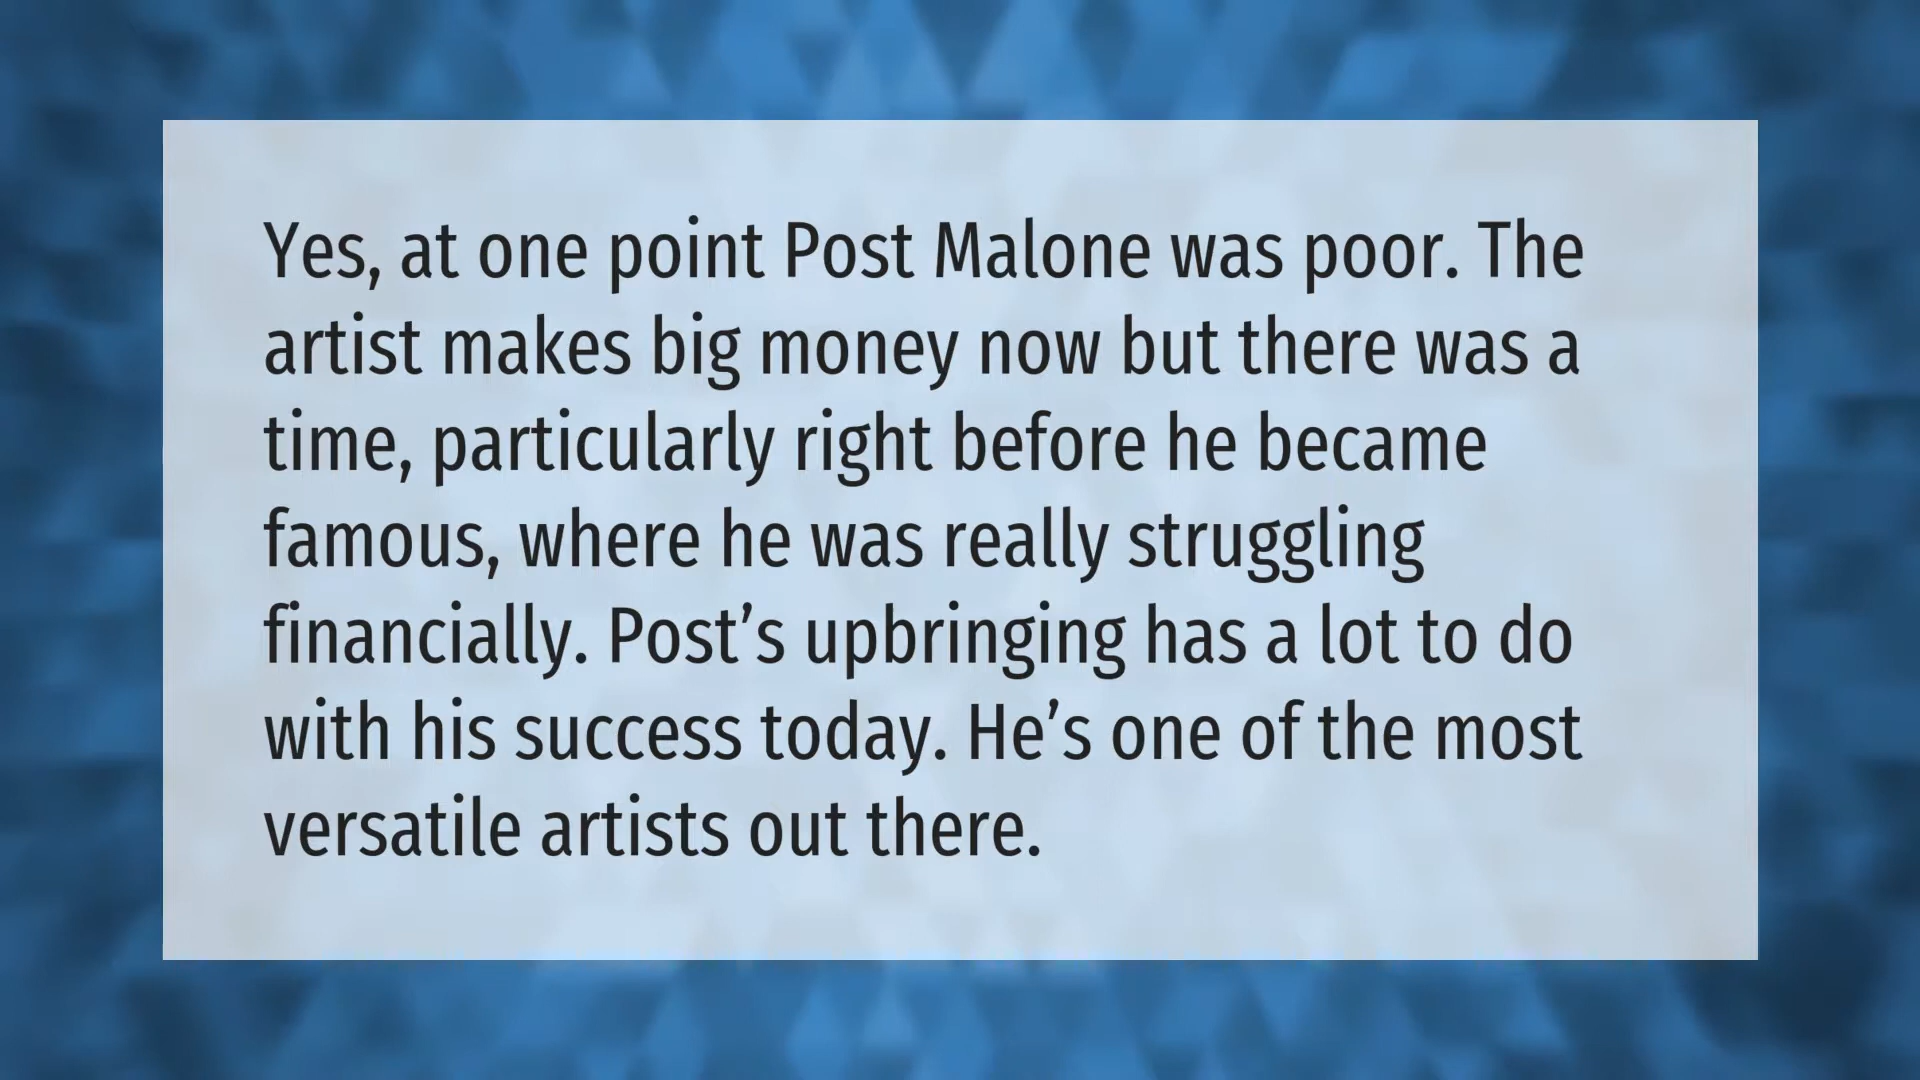 Yes, at one point Post Malone was poor. The
artist makes big money now but there was a
time, particularly right before he became
famous, where he was really struggling
financially. Post’s upbringing has a lot to do
with his success today. He’s one of the most
versatile artists out there.